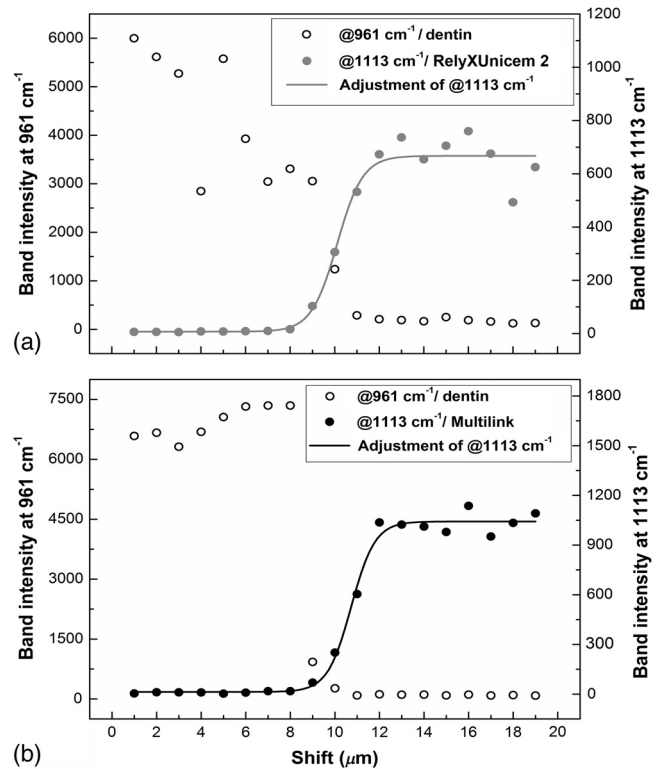 @961 cm⁻¹/ dentin
@1113 cm⁻¹/ RelyXUnicem 2
Adjustment of @1113 cm⁻¹
Band intensity at 961 cm⁻¹
6000
5000
4000
3000
2000
1000
0
1200
1000
800
600
400
200
0
Band intensity at 1113 cm⁻¹
(a)
@961 cm⁻¹/ dentin
@1113 cm⁻¹/ Multilink
Adjustment of @1113 cm⁻¹
Band intensity at 961 cm⁻¹
7500
6000
4500
3000
1500
0
1800
1500
1200
900
600
300
0
Band intensity at 1113 cm⁻¹
0 2 4 6 8 10 12 14 16 18 20
Shift (μm)
(b)